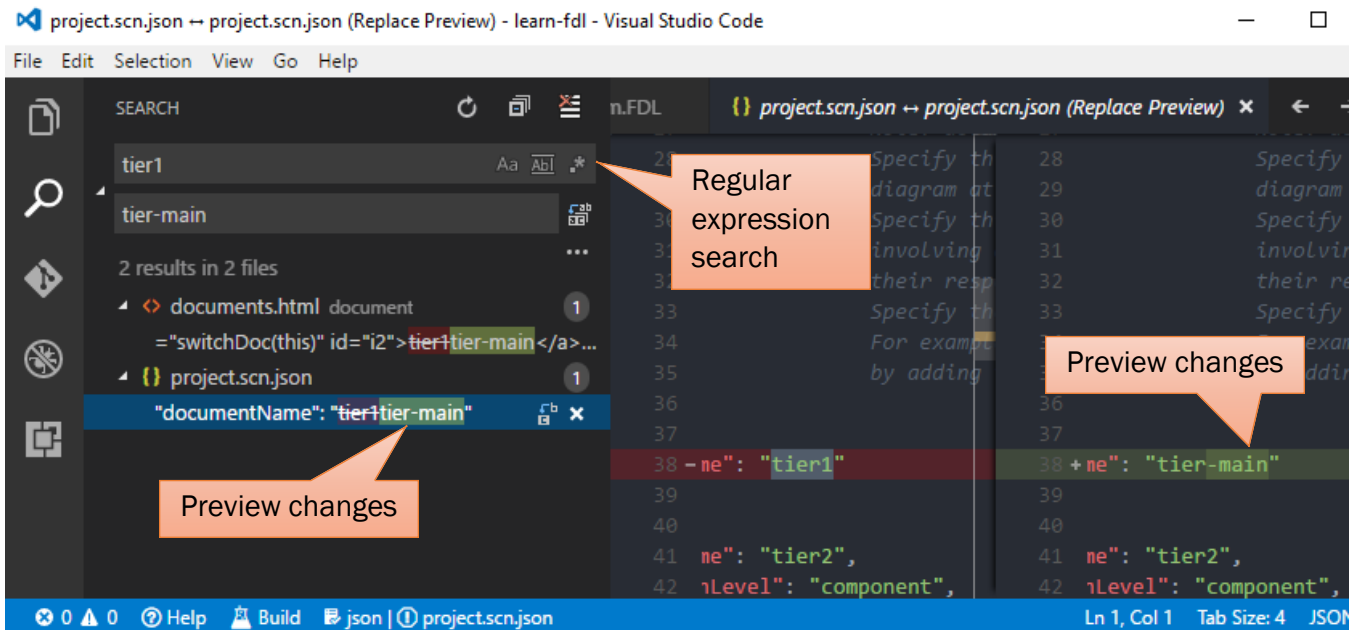 project.scn.json ↔ project.scn.json (Replace Preview) - learn-fdl - Visual Studio Code
File Edit Selection View Go Help
SEARCH
tier1
Aa Abl .*
tier-main
2 results in 2 files
documents.html document 1
="switchDoc(this)" id="i2">tier1tier-main</a>...
{} project.scn.json 1
"documentName": "tier1tier-main"
Regular
expression
search
Preview changes
Preview changes
n.FDL {} project.scn.json ↔ project.scn.json (Replace Preview) ×
28 Specify th 28 Specify
diagram at 29 diagram
30 Specify th 30 Specify
31 involving 31 involvin
32 their resp 32 their re
33 Specify th 33 Specify
34 For exampl
35 by adding
36 36
37 37
38 - me": "tier1" 38 + me": "tier-main"
39 39
40 40
41 me": "tier2", 41 me": "tier2",
42 nLevel": "component", 42 nLevel": "component",
0 0 Help Build json | project.scn.json
Ln 1, Col 1 Tab Size: 4 JSON